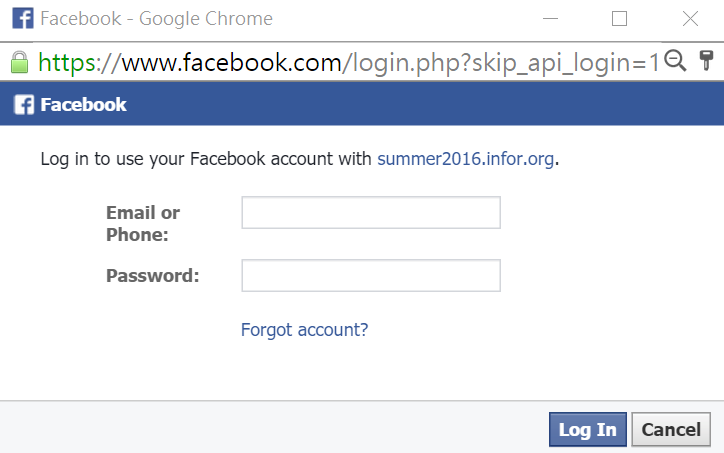 Facebook - Google Chrome
https://www.facebook.com/login.php?skip_api_login=1
Facebook
Log in to use your Facebook account with summer2016.infor.org.
Email or
Phone:
Password:
Forgot account?
Log In Cancel